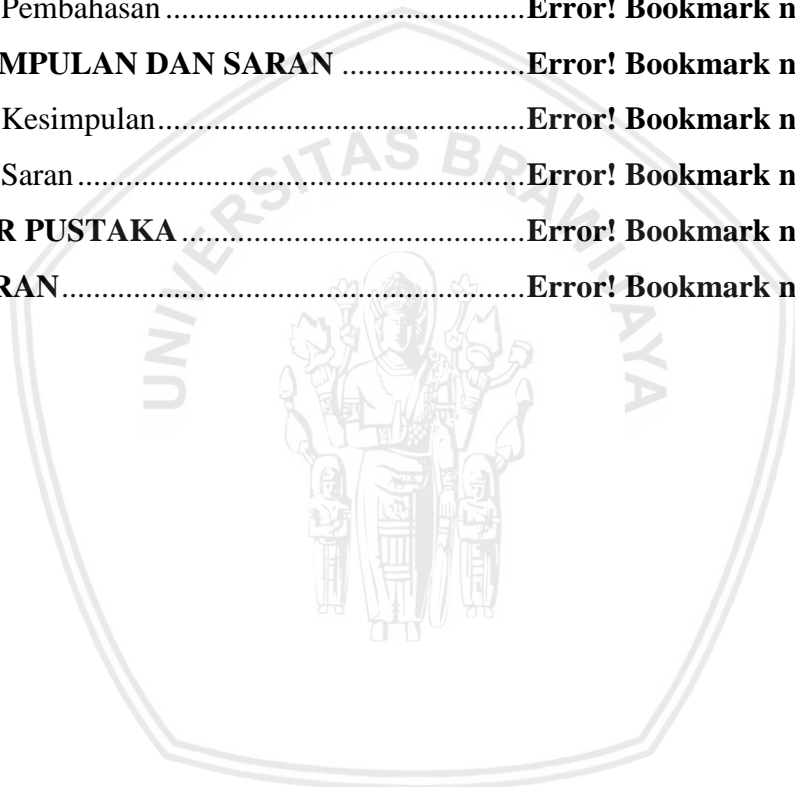 Pembahasan ............................................. Error! Bookmark n
MPULAN DAN SARAN ....................... Error! Bookmark n
Kesimpulan.............................................. Error! Bookmark n
Saran ........................................................ Error! Bookmark n
R PUSTAKA ........................................... Error! Bookmark n
RAN.......................................................... Error! Bookmark n
UNIVERSITAS BRAWIJAYA